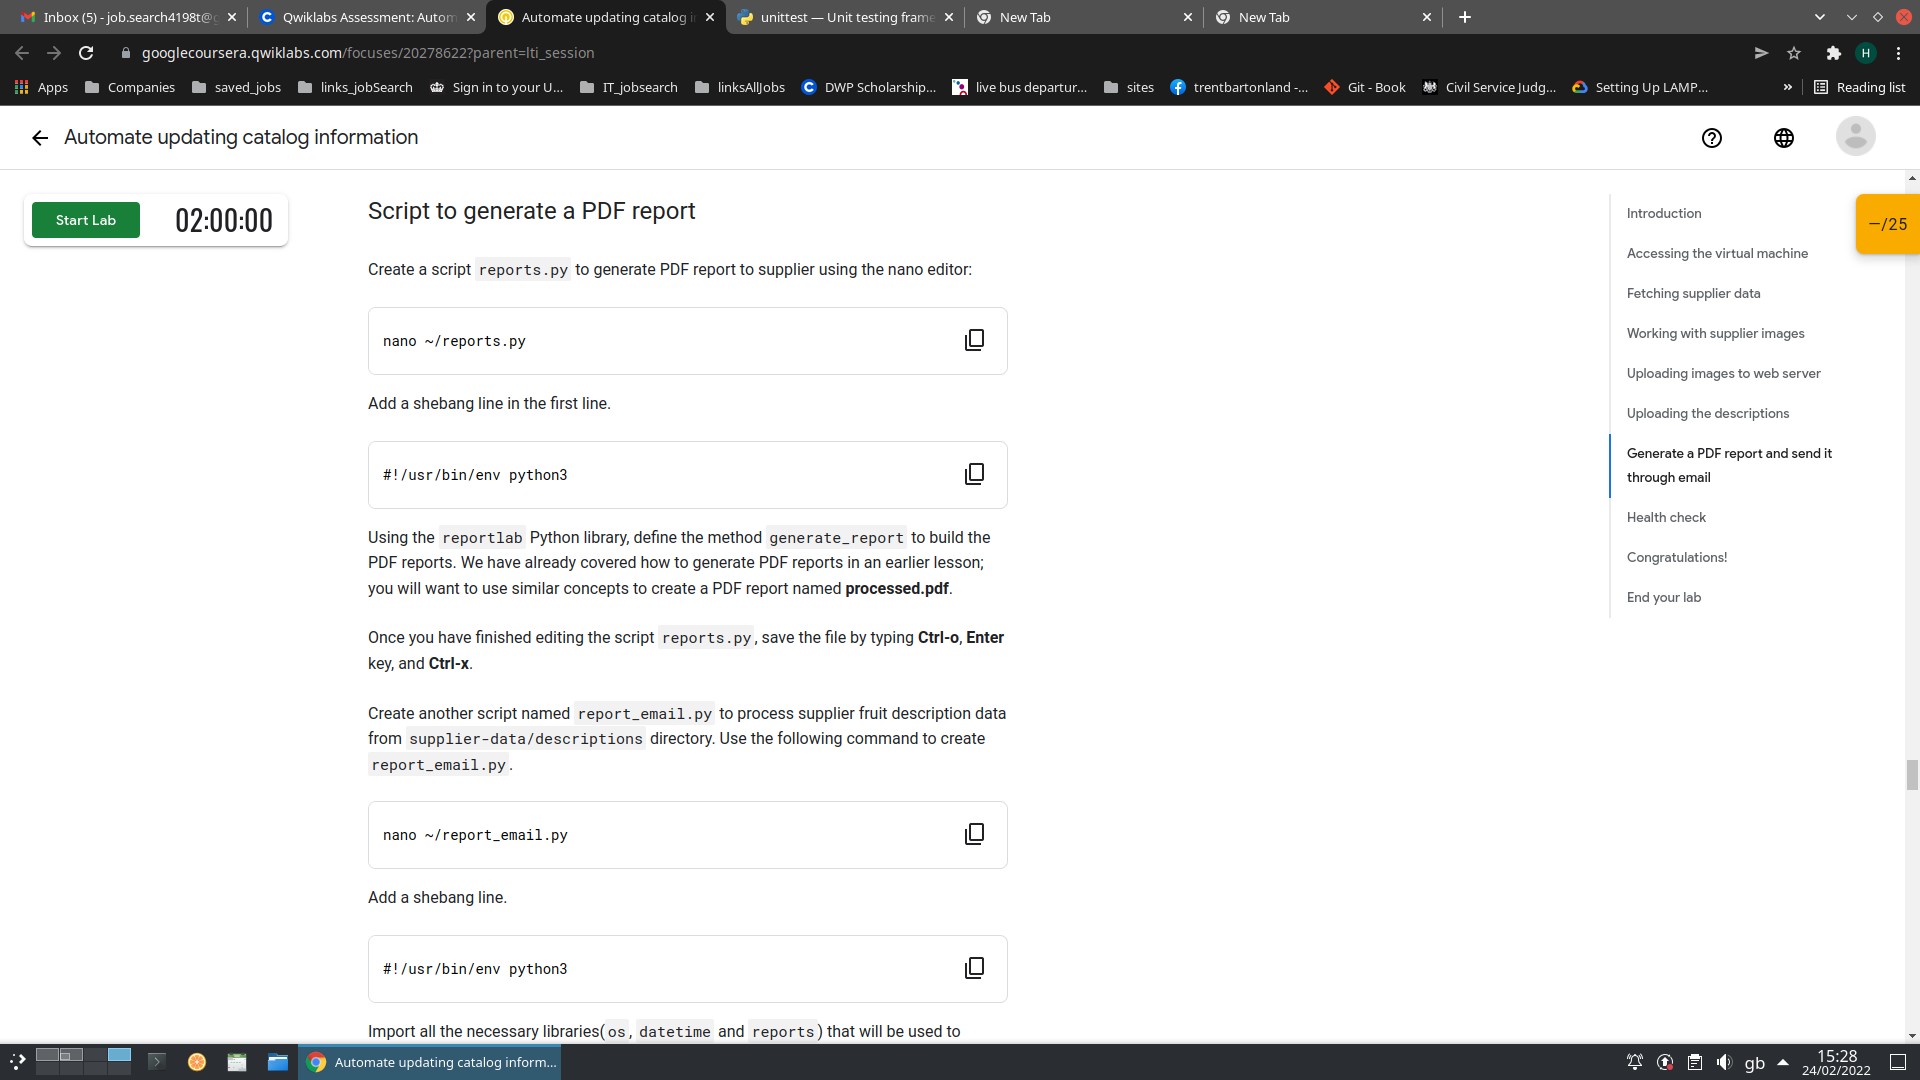 Inbox (5) - job.search4198t@g
Qwiklabs Assessment: Autom
Automate updating catalog i
unittest — Unit testing frame
New Tab
New Tab
googlecoursera.qwiklabs.com/focuses/20278622?parent=lti_session
H
Apps
Companies
saved_jobs
links_jobSearch
Sign in to your U...
IT_jobsearch
linksAllJobs
DWP Scholarship...
live bus departur...
sites
trentbartonland -...
Git - Book
Civil Service Judg...
Setting Up LAMP...
»
Reading list
Automate updating catalog information
Start Lab
02:00:00
Script to generate a PDF report
Create a script reports.py to generate PDF report to supplier using the nano editor:
nano ~/reports.py
Add a shebang line in the first line.
#!/usr/bin/env python3
Using the reportlab Python library, define the method generate_report to build the
PDF reports. We have already covered how to generate PDF reports in an earlier lesson;
you will want to use similar concepts to create a PDF report named processed.pdf.
Once you have finished editing the script reports.py, save the file by typing Ctrl-o, Enter
key, and Ctrl-x.
Create another script named report_email.py to process supplier fruit description data
from supplier-data/descriptions directory. Use the following command to create
report_email.py.
nano ~/report_email.py
Add a shebang line.
#!/usr/bin/env python3
Import all the necessary libraries(os, datetime and reports) that will be used to
Introduction
Accessing the virtual machine
Fetching supplier data
Working with supplier images
Uploading images to web server
Uploading the descriptions
Generate a PDF report and send it
through email
Health check
Congratulations!
End your lab
—/25
Automate updating catalog inform...
gb
15:28
24/02/2022